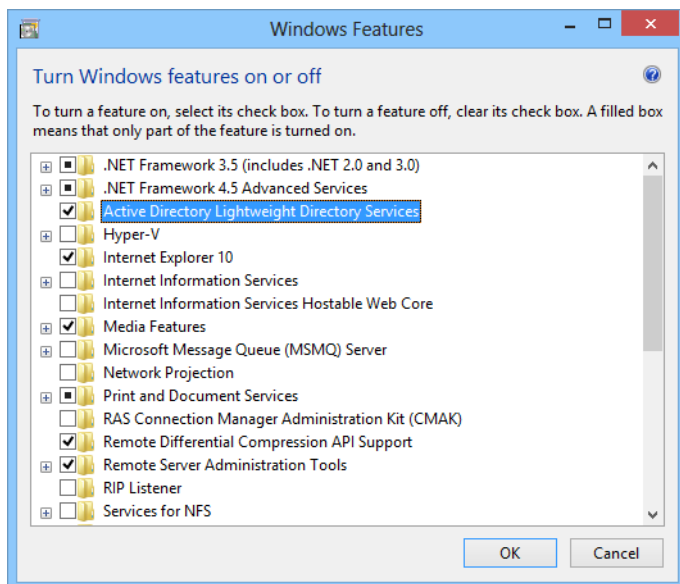 Windows Features
Turn Windows features on or off
To turn a feature on, select its check box. To turn a feature off, clear its check box. A filled box
means that only part of the feature is turned on.
.NET Framework 3.5 (includes .NET 2.0 and 3.0)
.NET Framework 4.5 Advanced Services
Active Directory Lightweight Directory Services
Hyper-V
Internet Explorer 10
Internet Information Services
Internet Information Services Hostable Web Core
Media Features
Microsoft Message Queue (MSMQ) Server
Network Projection
Print and Document Services
RAS Connection Manager Administration Kit (CMAK)
Remote Differential Compression API Support
Remote Server Administration Tools
RIP Listener
Services for NFS
OK Cancel